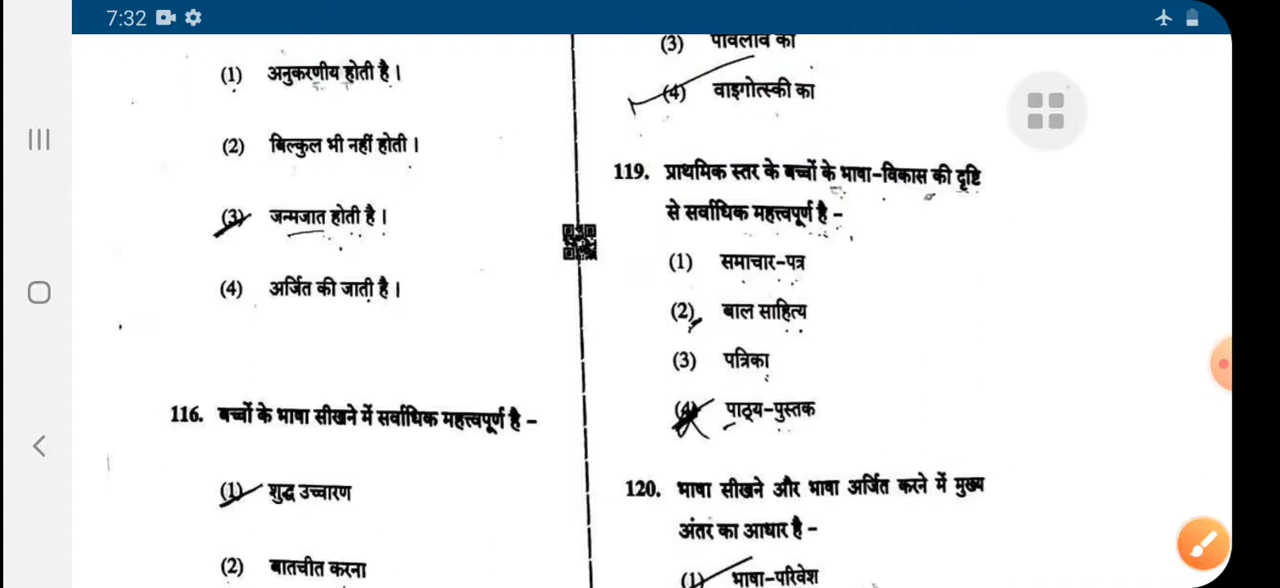 7:32
(1) अनुकरणीय होती है।
(2) बिल्कुल भी नहीं होती।
(3) जन्मजात होती है।
(4) अर्जित की जाती है।
116. बच्चों के भाषा सीखने में सर्वाधिक महत्त्वपूर्ण है -
(1) शुद्ध उच्चारण
(2) बातचीत करना
(3) पावलोव का
(4) वाइगोत्स्की का
119. प्राथमिक स्तर के बच्चों के भाषा-विकास की दृष्टि
से सर्वाधिक महत्त्वपूर्ण है -
(1) समाचार-पत्र
(2) बाल साहित्य
(3) पत्रिका
(4) पाठ्य-पुस्तक
120. भाषा सीखने और भाषा अर्जित करने में मुख्य
अंतर का आधार है -
(1) भाषा-परिवेश